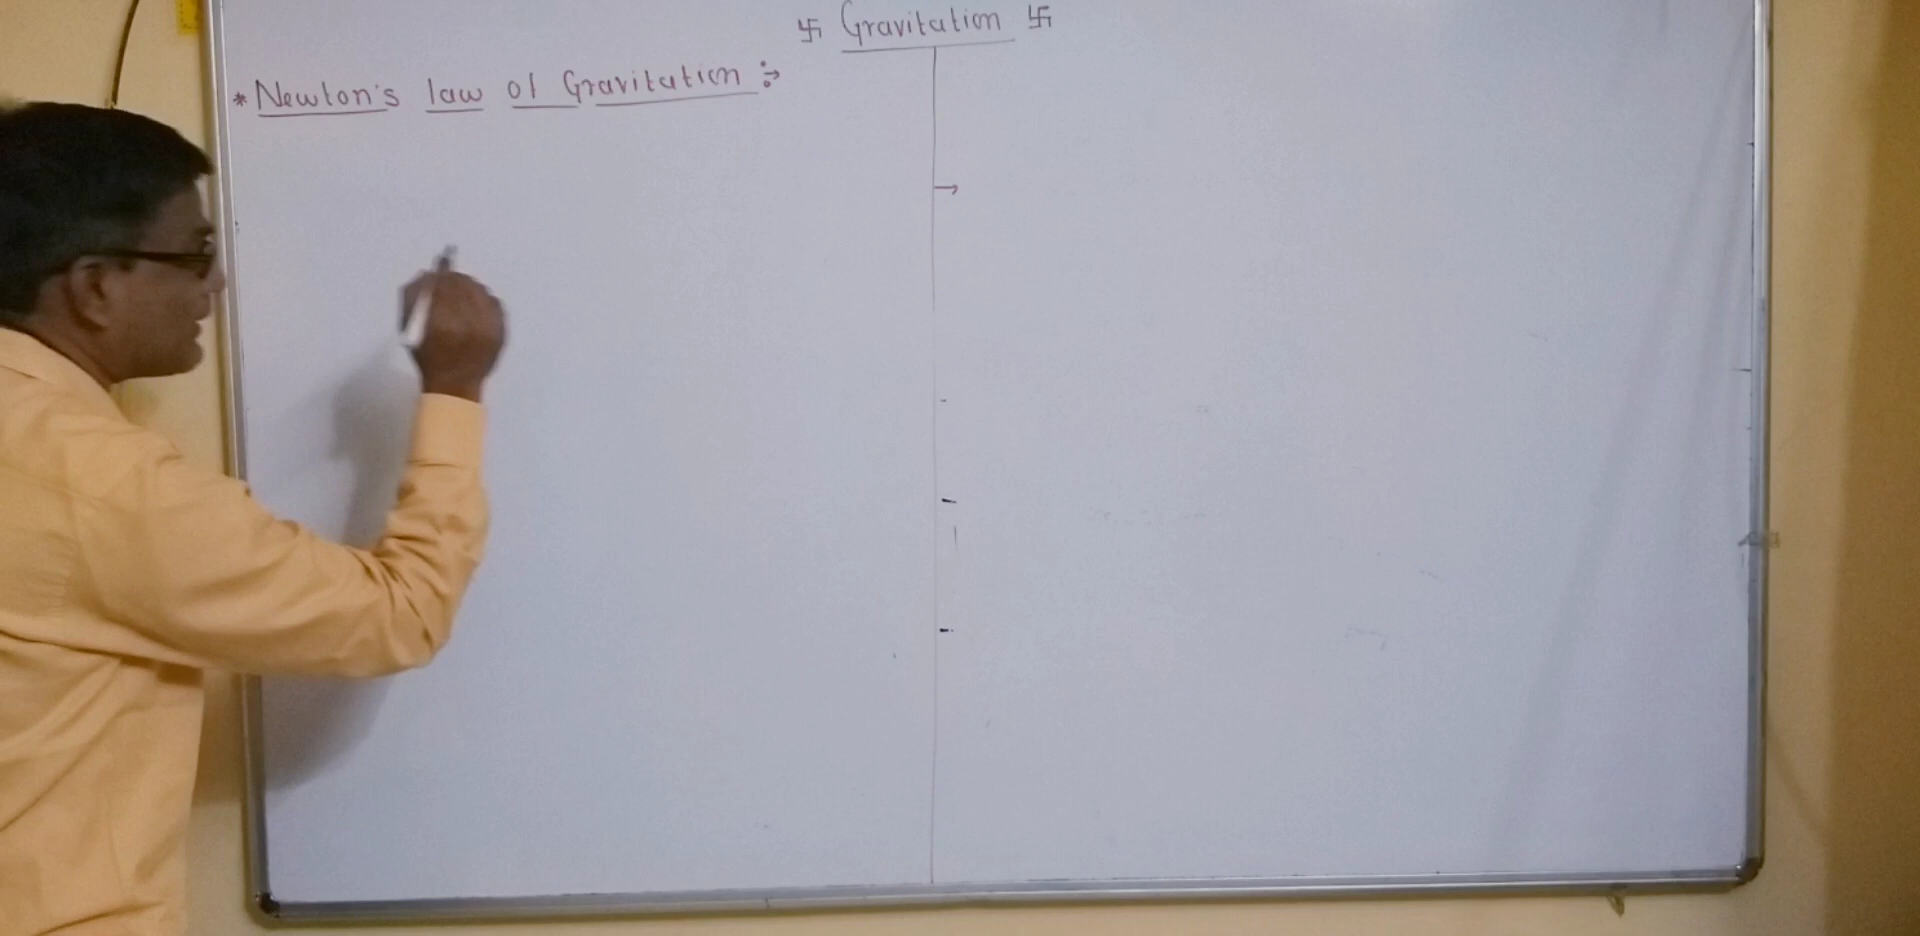 卐 Gravitation 卐
* Newton's law of Gravitation :→